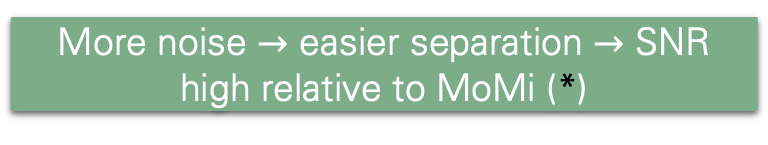 More noise → easier separation → SNR
high relative to MoMi (*)